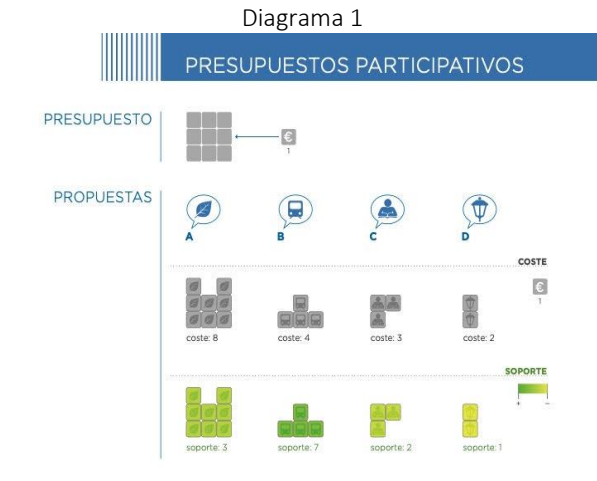 Diagrama 1
PRESUPUESTOS PARTICIPATIVOS
PRESUPUESTO
€
1
PROPUESTAS
A B C D
COSTE
€
1
coste: 8 coste: 4 coste: 3 coste: 2
SOPORTE
+ −
soporte: 3 soporte: 7 soporte: 2 soporte: 1